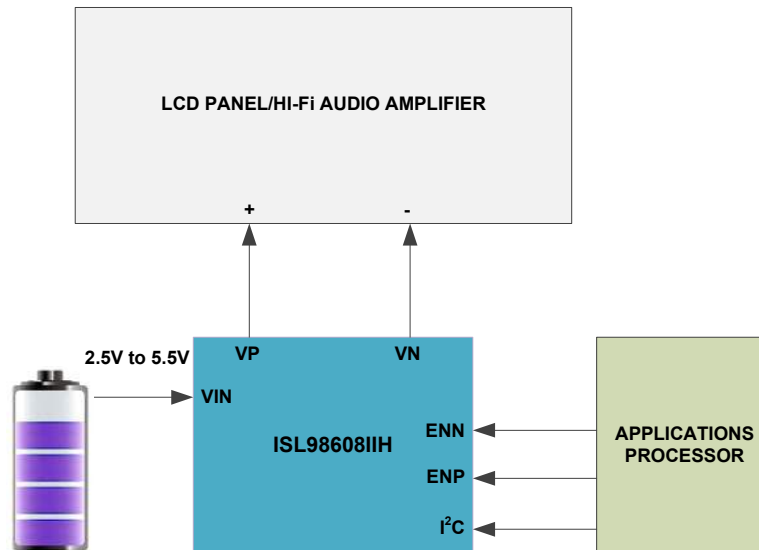 LCD PANEL/HI-Fi AUDIO AMPLIFIER
+ -
2.5V to 5.5V
VP VN
VIN
ISL98608IIH
ENN
ENP
I²C
APPLICATIONS
PROCESSOR